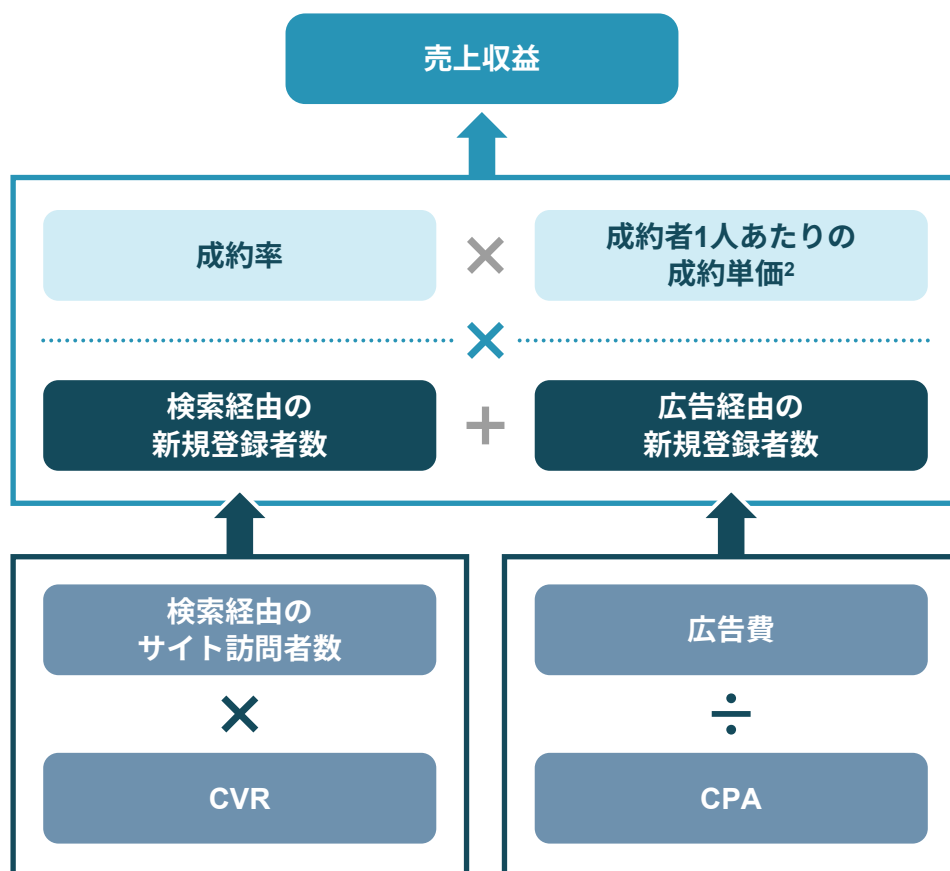 売上収益
成約率
×
成約者1人あたりの
成約単価2
×
検索経由の
新規登録者数
+
広告経由の
新規登録者数
検索経由の
サイト訪問者数
×
CVR
広告費
÷
CPA